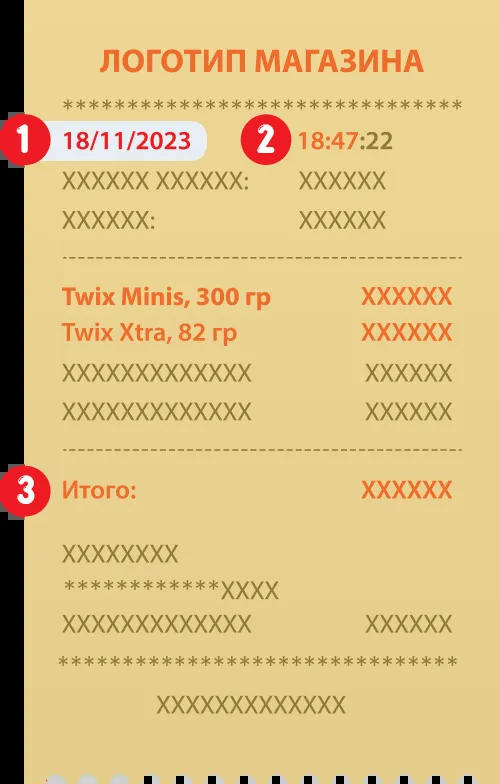 ЛОГОТИП МАГАЗИНА
*******************************
1 18/11/2023 2 18:47:22
XXXXXX XXXXXX: XXXXXX
XXXXXX: XXXXXX
Twix Minis, 300 гр XXXXXX
Twix Xtra, 82 гр XXXXXX
XXXXXXXXXXXXX XXXXXX
XXXXXXXXXXXXX XXXXXX
3 Итого: XXXXXX
XXXXXXXX
************XXXX
XXXXXXXXXXXXX XXXXXX
*******************************
XXXXXXXXXXXXX